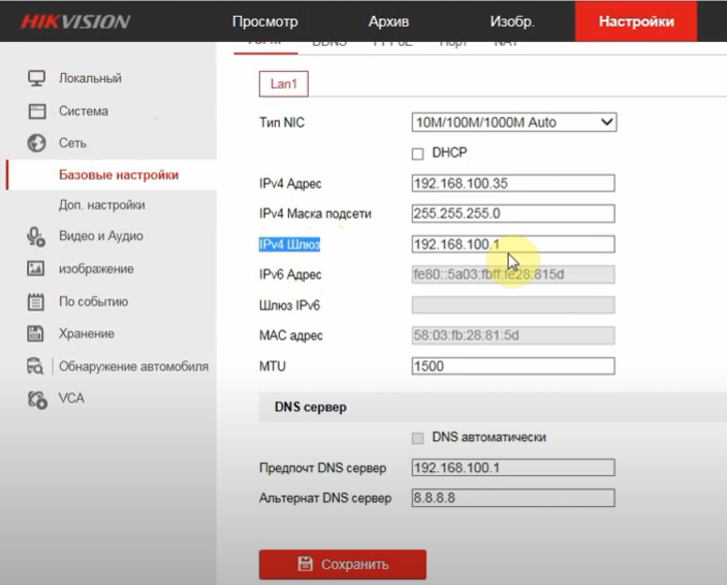 HIKVISION Просмотр Архив Изобр. Настройки
DDNS Порт NAT
Локальный
Система
Сеть
Базовые настройки
Доп. настройки
Видео и Аудио
изображение
По событию
Хранение
Обнаружение автомобиля
VCA
Lan1
Тип NIC 10M/100M/1000M Auto
DHCP
IPv4 Адрес 192.168.100.35
IPv4 Маска подсети 255.255.255.0
IPv4 Шлюз 192.168.100.1
IPv6 Адрес fe80::5a03:fbff:fe28:815d
Шлюз IPv6
MAC адрес 58:03:fb:28:81:5d
MTU 1500
DNS сервер
DNS автоматически
Предпочт DNS сервер 192.168.100.1
Альтернат DNS сервер 8.8.8.8
Сохранить